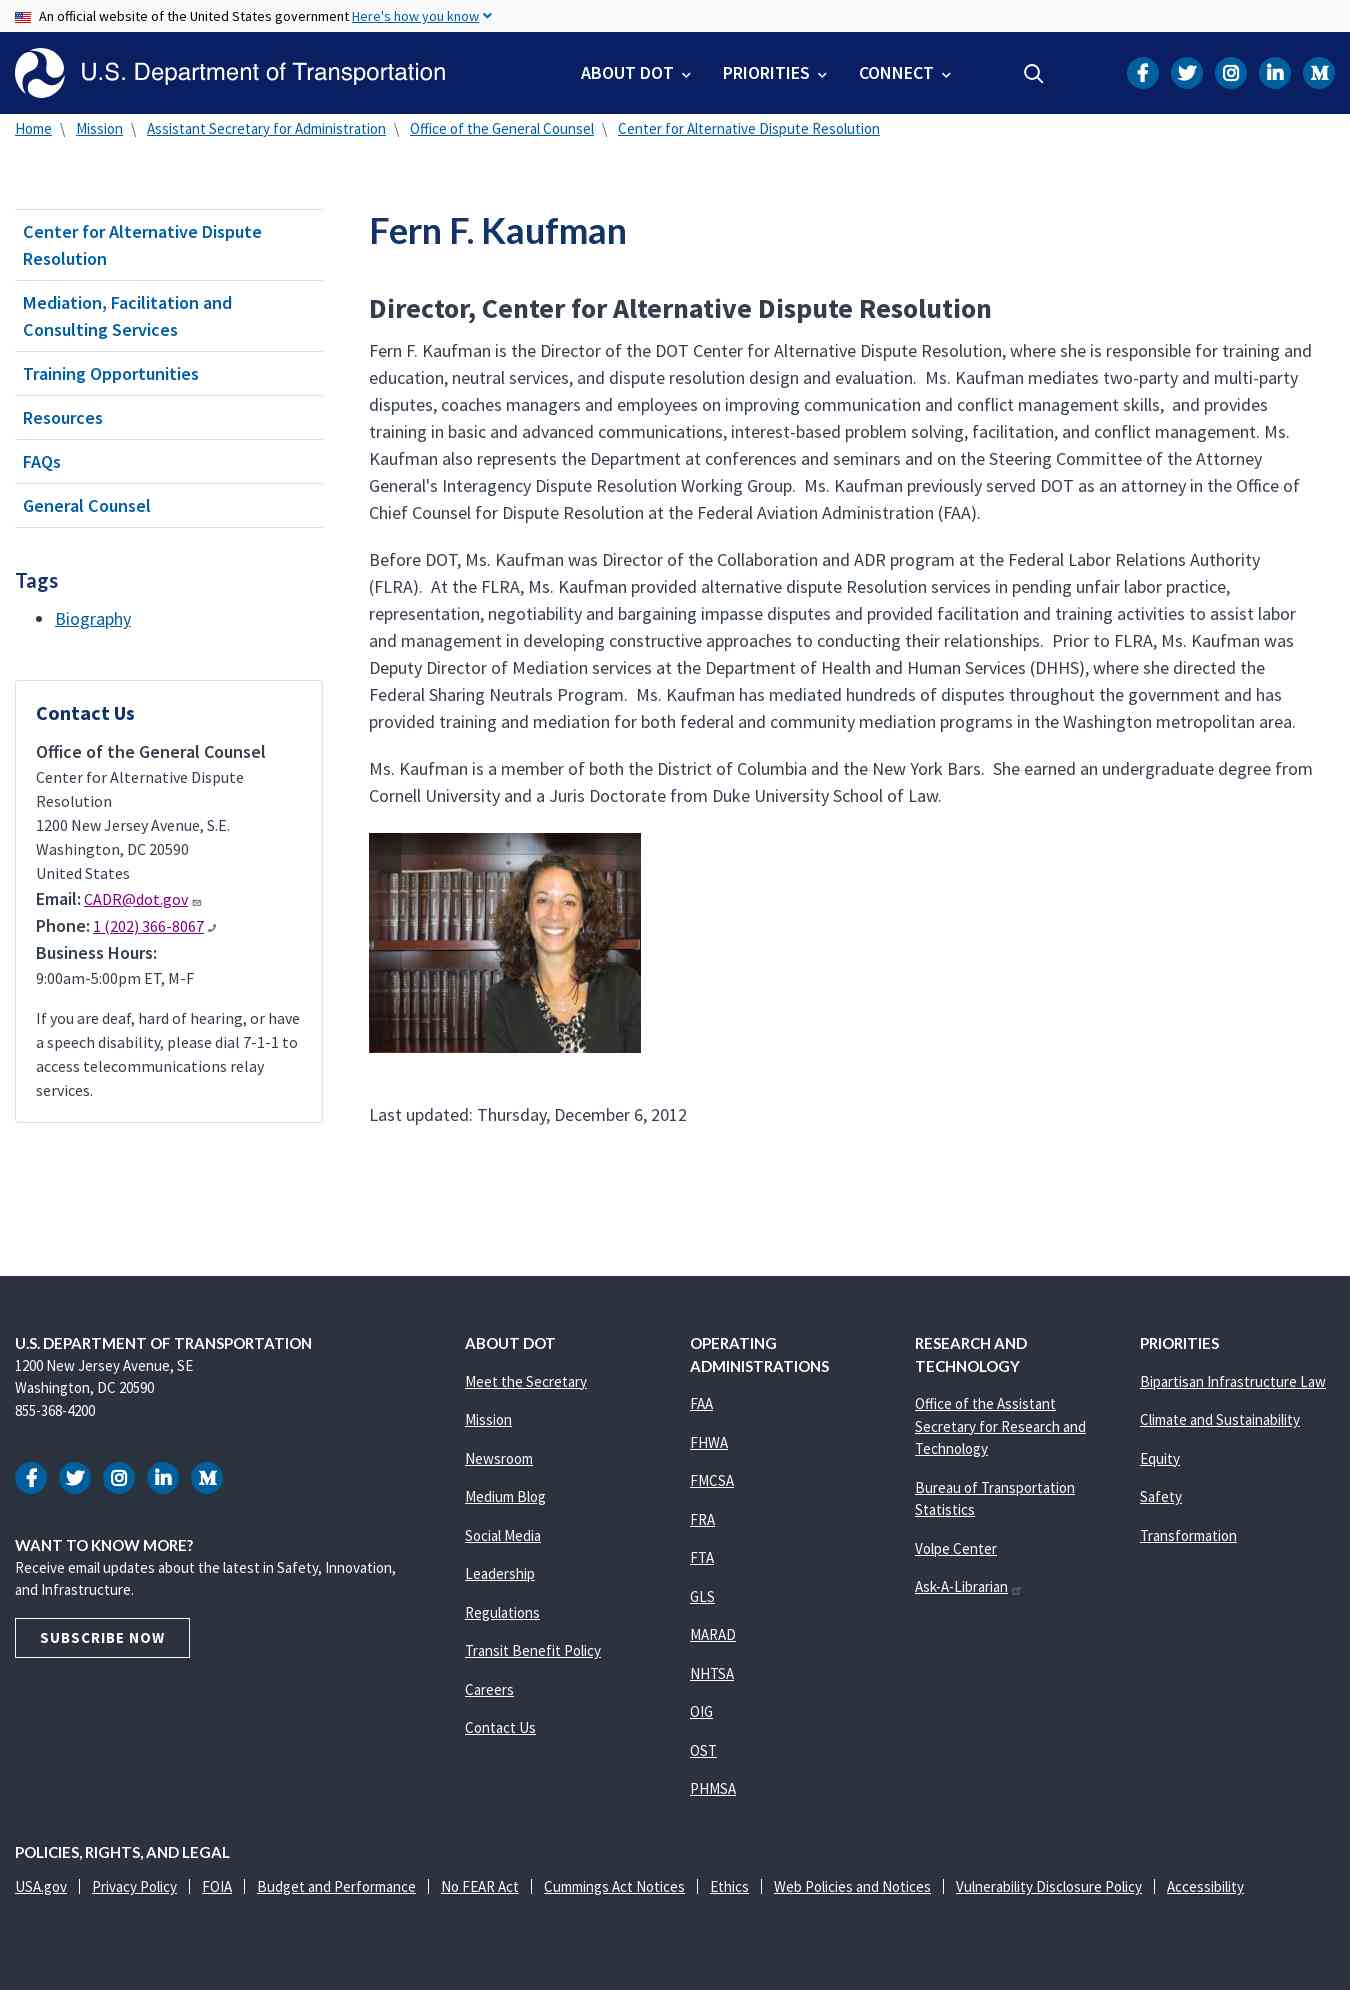 An official website of the United States government Here's how you know
U.S. Department of Transportation
ABOUT DOT
PRIORITIES
CONNECT
Home \ Mission \ Assistant Secretary for Administration \ Office of the General Counsel \ Center for Alternative Dispute Resolution
Center for Alternative Dispute
Resolution
Mediation, Facilitation and
Consulting Services
Training Opportunities
Resources
FAQs
General Counsel
Tags
Biography
Contact Us
Office of the General Counsel
Center for Alternative Dispute
Resolution
1200 New Jersey Avenue, S.E.
Washington, DC 20590
United States
Email: CADR@dot.gov
Phone: 1 (202) 366-8067
Business Hours:
9:00am-5:00pm ET, M-F
If you are deaf, hard of hearing, or have
a speech disability, please dial 7-1-1 to
access telecommunications relay
services.
Fern F. Kaufman
Director, Center for Alternative Dispute Resolution
Fern F. Kaufman is the Director of the DOT Center for Alternative Dispute Resolution, where she is responsible for training and
education, neutral services, and dispute resolution design and evaluation.  Ms. Kaufman mediates two-party and multi-party
disputes, coaches managers and employees on improving communication and conflict management skills,  and provides
training in basic and advanced communications, interest-based problem solving, facilitation, and conflict management. Ms.
Kaufman also represents the Department at conferences and seminars and on the Steering Committee of the Attorney
General's Interagency Dispute Resolution Working Group.  Ms. Kaufman previously served DOT as an attorney in the Office of
Chief Counsel for Dispute Resolution at the Federal Aviation Administration (FAA).
Before DOT, Ms. Kaufman was Director of the Collaboration and ADR program at the Federal Labor Relations Authority
(FLRA).  At the FLRA, Ms. Kaufman provided alternative dispute Resolution services in pending unfair labor practice,
representation, negotiability and bargaining impasse disputes and provided facilitation and training activities to assist labor
and management in developing constructive approaches to conducting their relationships.  Prior to FLRA, Ms. Kaufman was
Deputy Director of Mediation services at the Department of Health and Human Services (DHHS), where she directed the
Federal Sharing Neutrals Program.  Ms. Kaufman has mediated hundreds of disputes throughout the government and has
provided training and mediation for both federal and community mediation programs in the Washington metropolitan area.
Ms. Kaufman is a member of both the District of Columbia and the New York Bars.  She earned an undergraduate degree from
Cornell University and a Juris Doctorate from Duke University School of Law.
Last updated: Thursday, December 6, 2012
U.S. DEPARTMENT OF TRANSPORTATION
1200 New Jersey Avenue, SE
Washington, DC 20590
855-368-4200
WANT TO KNOW MORE?
Receive email updates about the latest in Safety, Innovation,
and Infrastructure.
SUBSCRIBE NOW
ABOUT DOT
Meet the Secretary
Mission
Newsroom
Medium Blog
Social Media
Leadership
Regulations
Transit Benefit Policy
Careers
Contact Us
OPERATING
ADMINISTRATIONS
FAA
FHWA
FMCSA
FRA
FTA
GLS
MARAD
NHTSA
OIG
OST
PHMSA
RESEARCH AND
TECHNOLOGY
Office of the Assistant
Secretary for Research and
Technology
Bureau of Transportation
Statistics
Volpe Center
Ask-A-Librarian
PRIORITIES
Bipartisan Infrastructure Law
Climate and Sustainability
Equity
Safety
Transformation
POLICIES, RIGHTS, AND LEGAL
USA.gov | Privacy Policy | FOIA | Budget and Performance | No FEAR Act | Cummings Act Notices | Ethics | Web Policies and Notices | Vulnerability Disclosure Policy | Accessibility